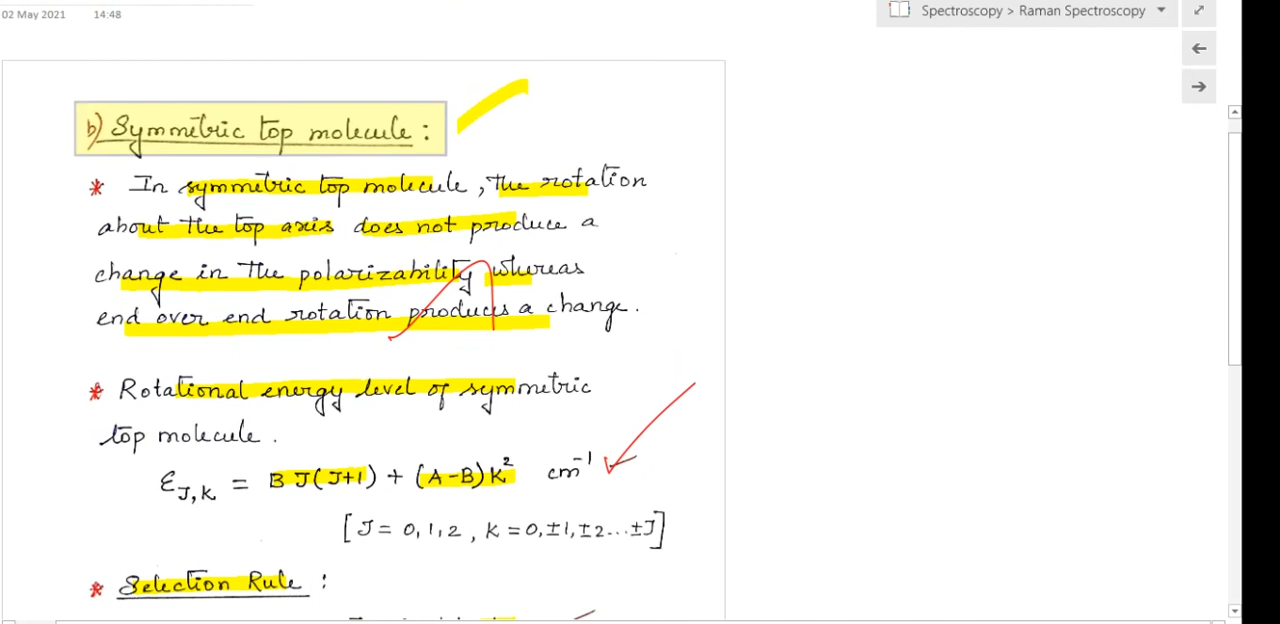 02 May 2021 14:48
Spectroscopy > Raman Spectroscopy
b) Symmetric top molecule :
* In symmetric top molecule, the rotation
about the top axis does not produce a
change in the polarizability whereas
end over end rotation produces a change.
* Rotational energy level of symmetric
top molecule.
ε_J,K = B J(J+1) + (A-B)K² cm⁻¹
[J = 0, 1, 2, K = 0, ±1, ±2...±J]
* Selection Rule :